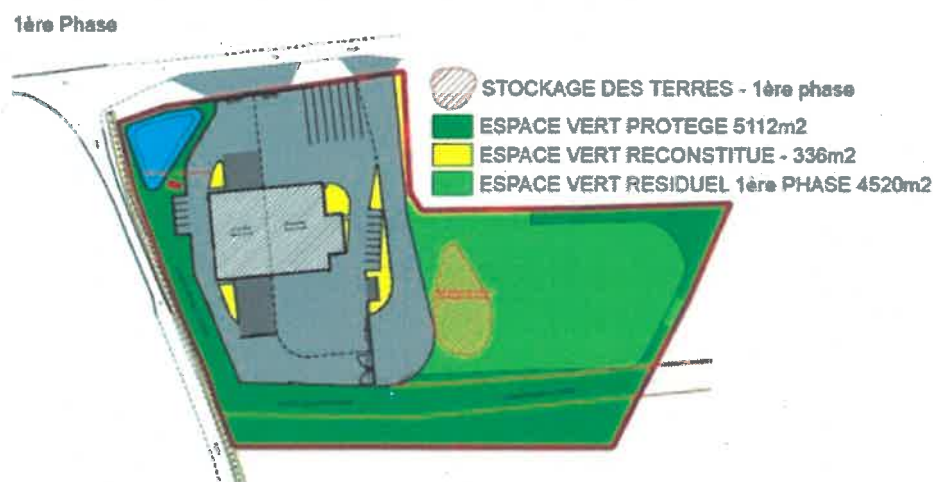 1ère Phase
STOCKAGE DES TERRES - 1ère phase
ESPACE VERT PROTEGE 5112m2
ESPACE VERT RECONSTITUE - 336m2
ESPACE VERT RESIDUEL 1ère PHASE 4520m2